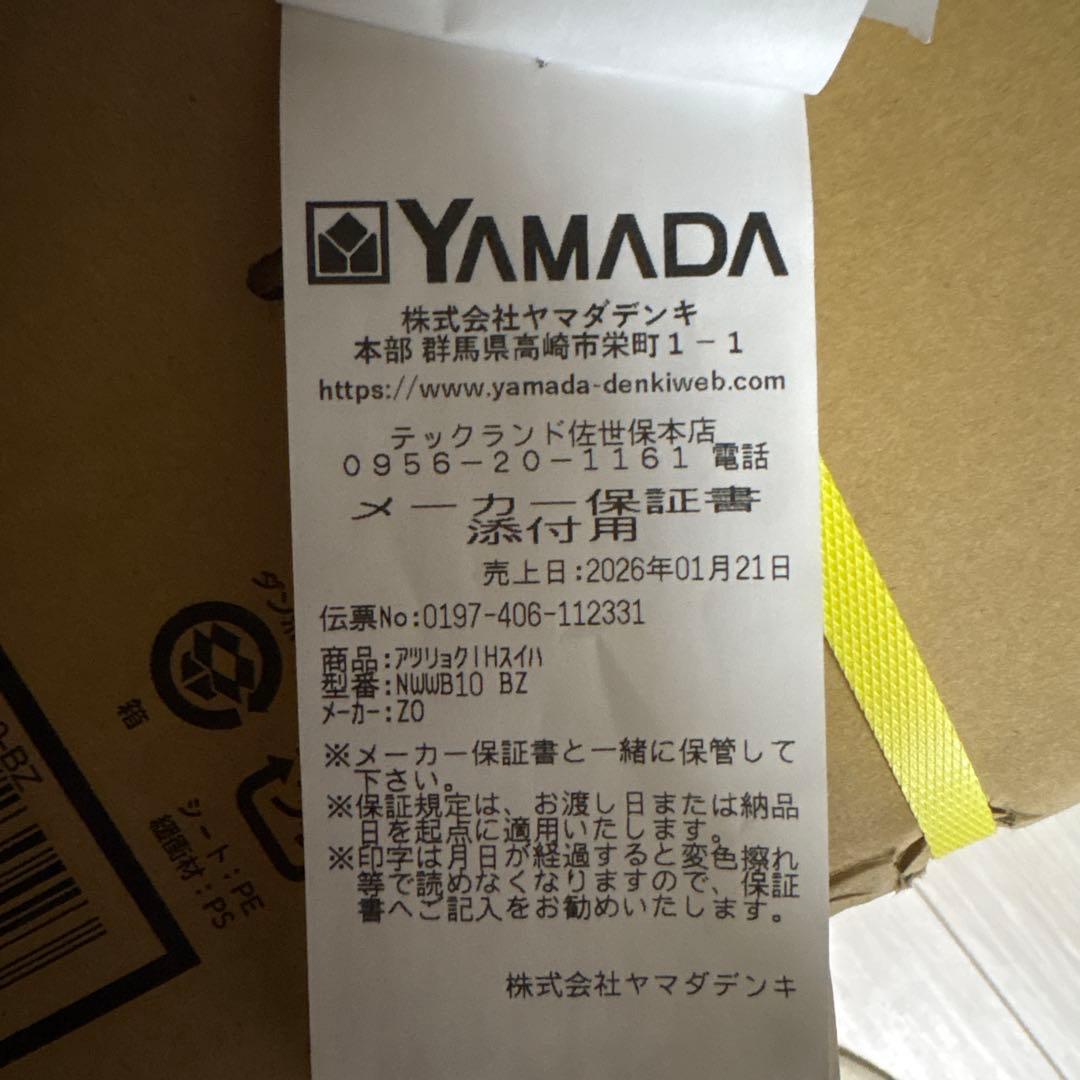 YAMADA
株式会社ヤマダデンキ
本部 群馬県高崎市栄町１－１
https://www.yamada-denkiweb.com
テックランド佐世保本店
０９５６－２０－１１６１ 電話
メーカー保証書
添付用
売上日:2026年01月21日
伝票No:0197-406-112331
商品:ｱﾂﾘｮｸIHｽｲﾊ
型番:NWWB10 BZ
ﾒｰｶｰ:ZO
※メーカー保証書と一緒に保管して
下さい。
※保証規定は、お渡し日または納品
日を起点に適用いたします。
※印字は月日が経過すると変色擦れ
等で読めなくなりますので、保証
書へご記入をお勧めいたします。
株式会社ヤマダデンキ
箱
シート：PE
緩衝材：PS
-BZ